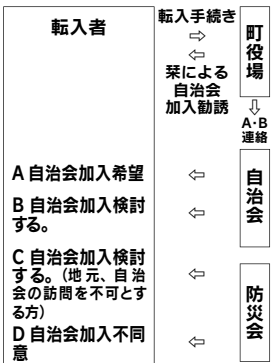 転入者
転入手続き
⇨
⇦
栞による
自治会
加入勧誘
町役場
⇩
A・B
連絡
A 自治会加入希望
⇦
B 自治会加入検討
する。
⇦
自治会
C 自治会加入検討
する。(地元、自治
会の訪問を不可とす
る方)
⇦
D 自治会加入不同
意
⇦
防災会